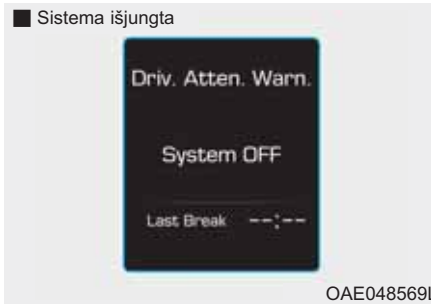 Sistema išjungta
Driv. Atten. Warn.
System OFF
Last Break --:--
OAE048569l